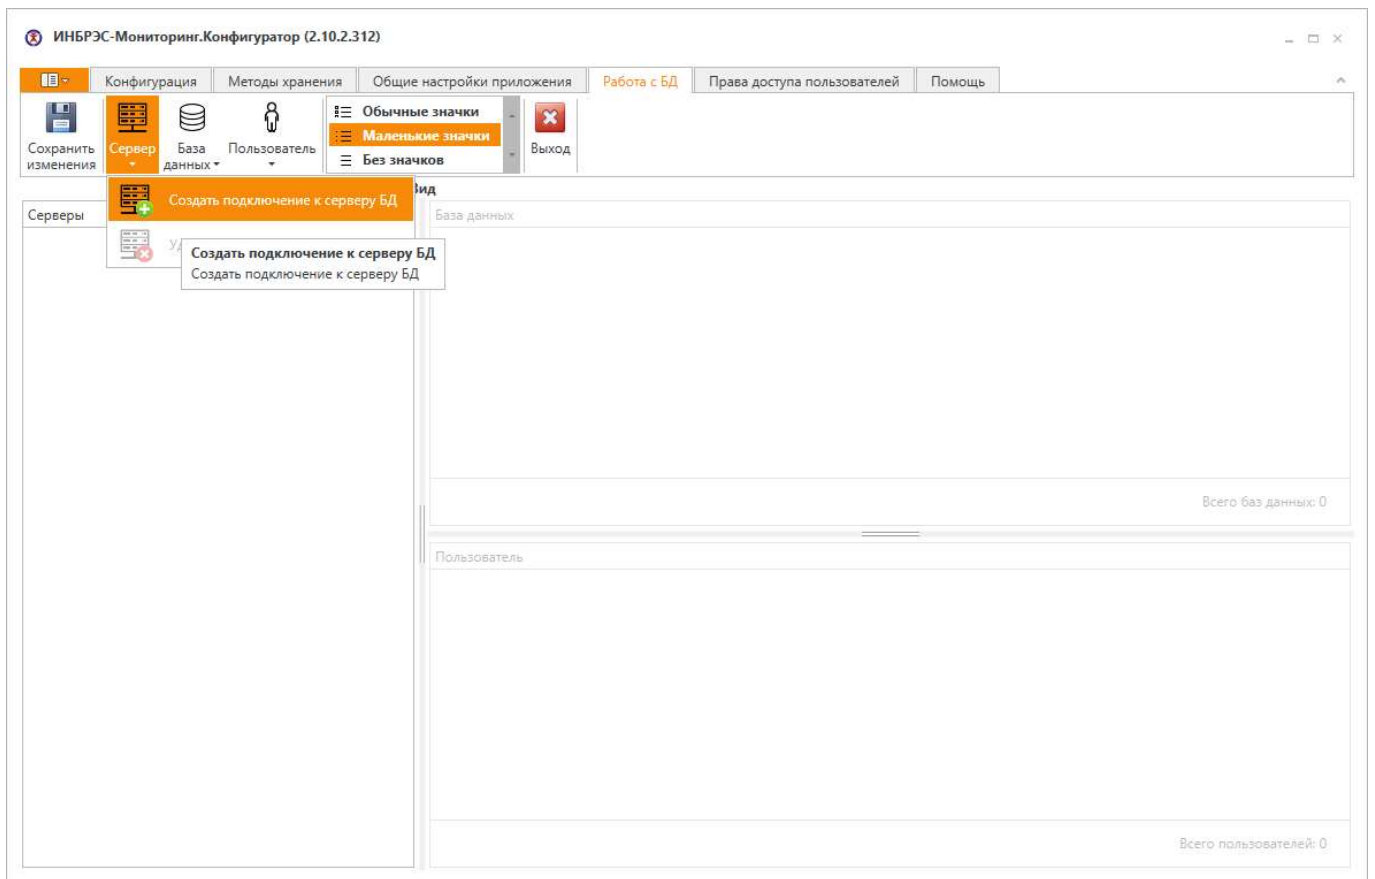 ИНБРЭС-Мониторинг.Конфигуратор (2.10.2.312)
Конфигурация Методы хранения Общие настройки приложения Работа с БД Права доступа пользователей Помощь
Сохранить изменения
Сервер
База данных
Пользователь
Обычные значки
Маленькие значки
Без значков
Выход
Вид
Создать подключение к серверу БД
Серверы
База данных
Создать подключение к серверу БД
Создать подключение к серверу БД
Всего баз данных: 0
Пользователь
Всего пользователей: 0